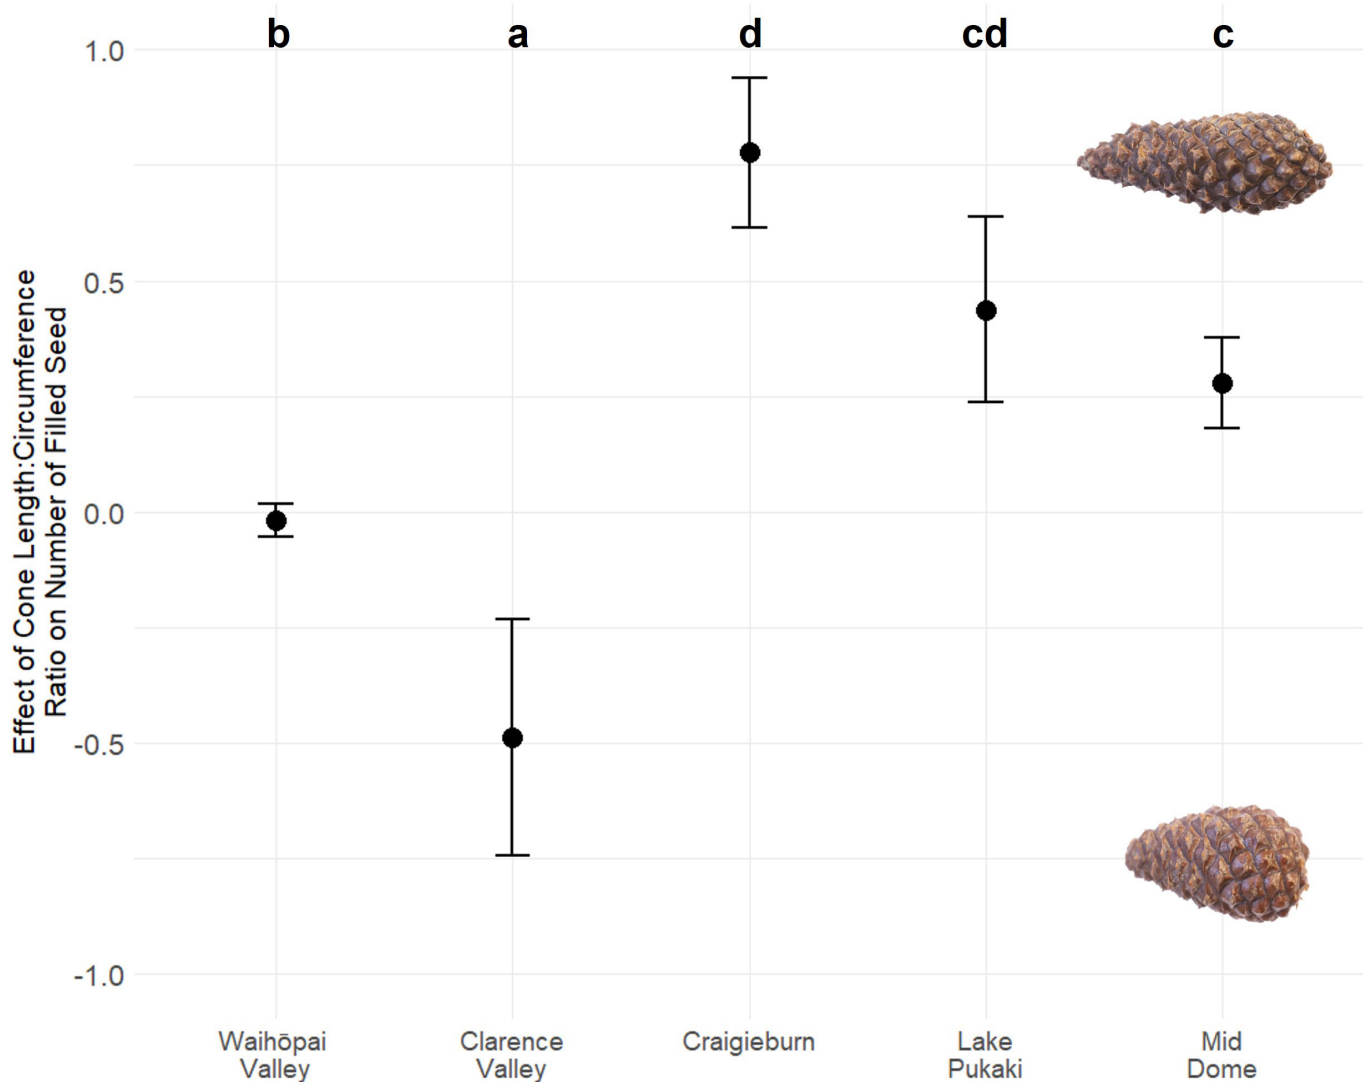 b a d cd c
1.0
0.5
0.0
-0.5
-1.0
Effect of Cone Length:Circumference
Ratio on Number of Filled Seed
Waihōpai Clarence Craigieburn Lake Mid
Valley Valley Pukaki Dome